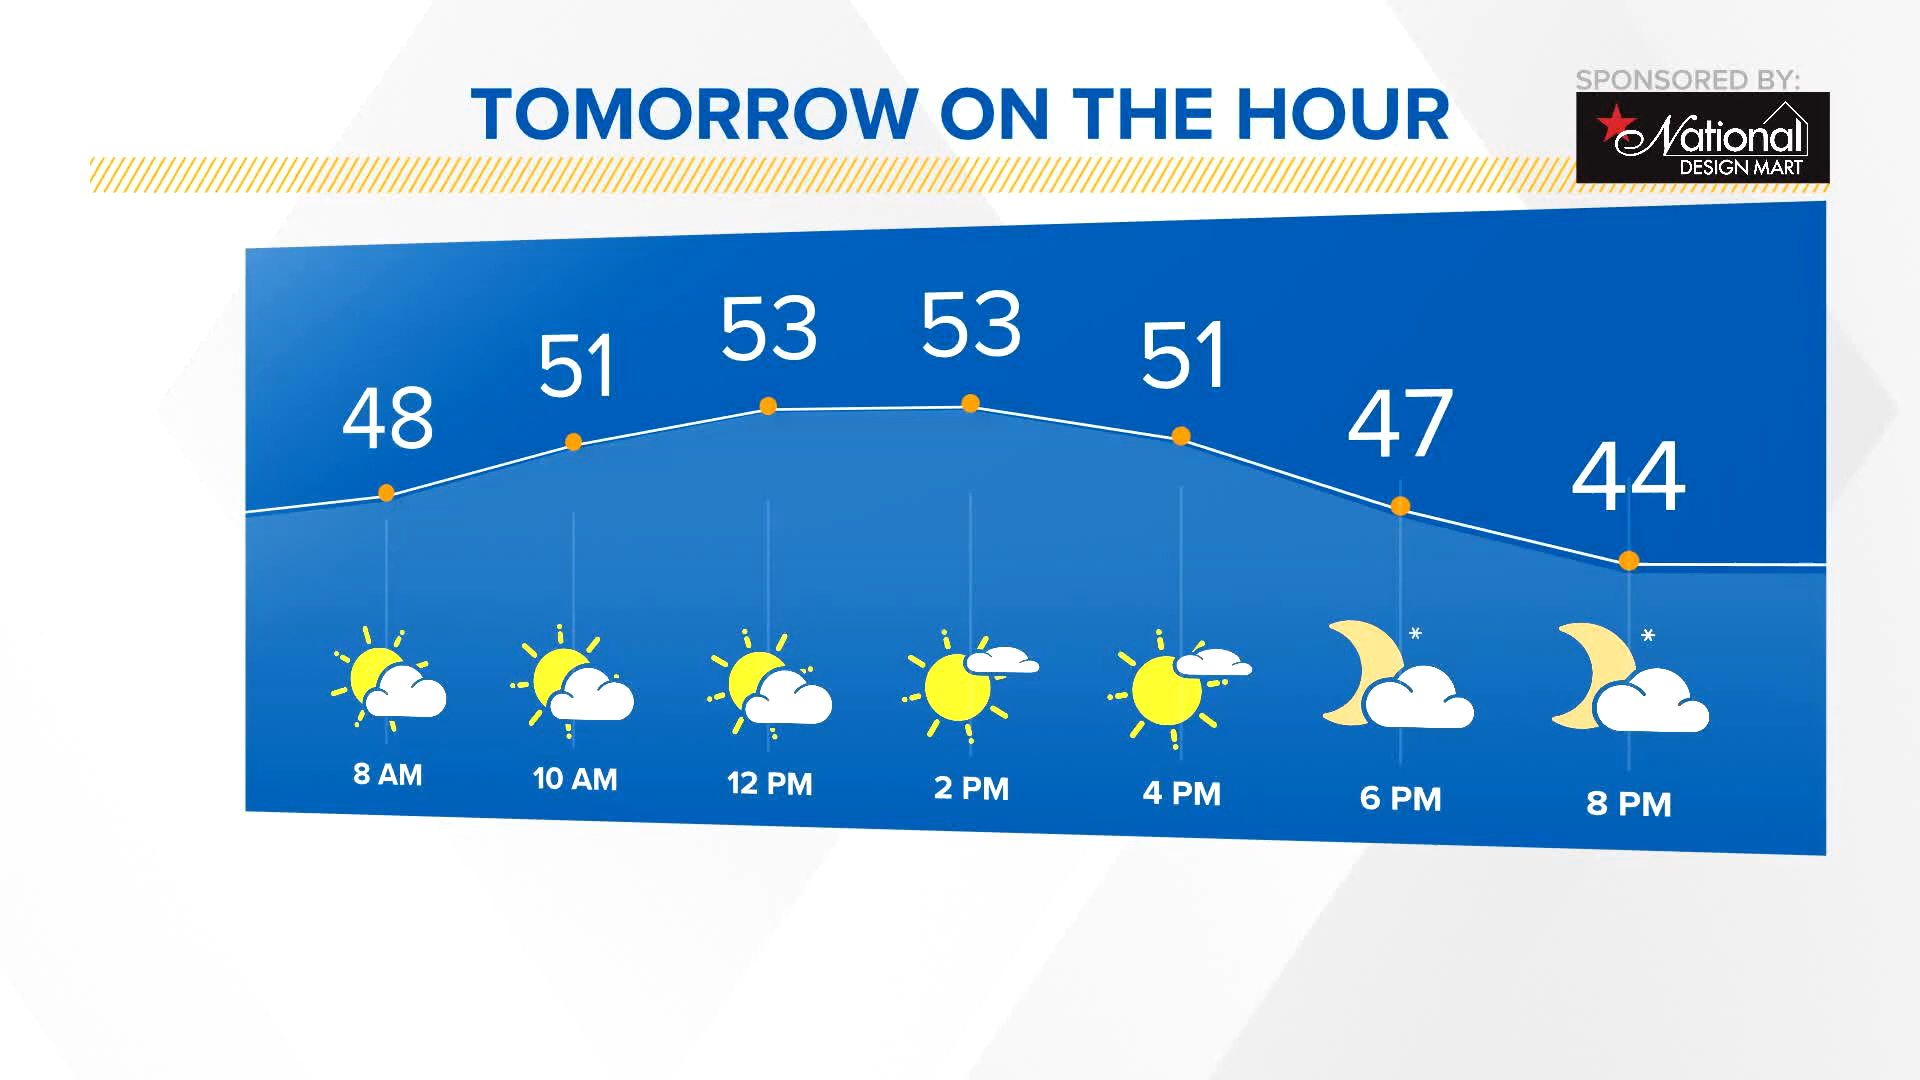 TOMORROW ON THE HOUR
SPONSORED BY:
National
DESIGN MART
48
51
53
53
51
47
44
8 AM
10 AM
12 PM
2 PM
4 PM
6 PM
8 PM